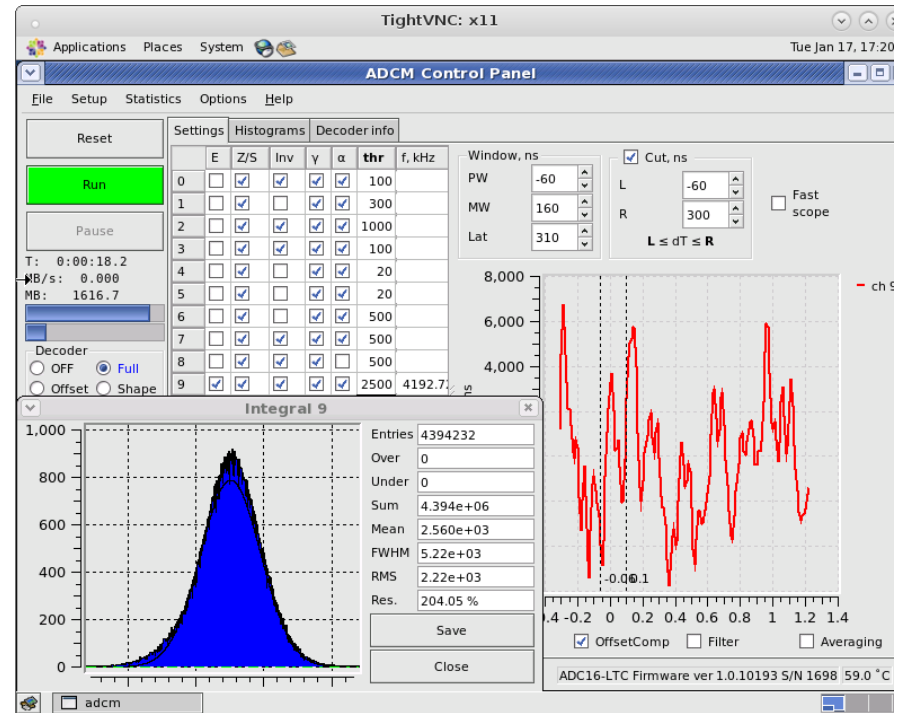 TightVNC: x11
Applications Places System Tue Jan 17, 17:20
ADCM Control Panel
File Setup Statistics Options Help
Reset
Run
Pause
T: 0:00:18.2
MB/s: 0.000
MB: 1616.7
Decoder
OFF Full
Offset Shape
Settings Histograms Decoder info
E Z/S Inv γ α thr f, kHz
0 100
1 300
2 1000
3 100
4 20
5 20
6 500
7 500
8 500
9 2500 4192.7
Window, ns
PW -60
MW 160
Lat 310
Cut, ns
L -60
R 300
L ≤ dT ≤ R
Fast
scope
8,000
6,000
4,000
ch 9
-0.06 0.1
.4 -0.2 0 0.2 0.4 0.6 0.8 1 1.2 1.4
OffsetComp Filter Averaging
ADC16-LTC Firmware ver 1.0.10193 S/N 1698 59.0 °C
Integral 9
1,000
800
600
400
200
0
Entries 4394232
Over 0
Under 0
Sum 4.394e+06
Mean 2.560e+03
FWHM 5.22e+03
RMS 2.22e+03
Res. 204.05 %
Save
Close
adcm